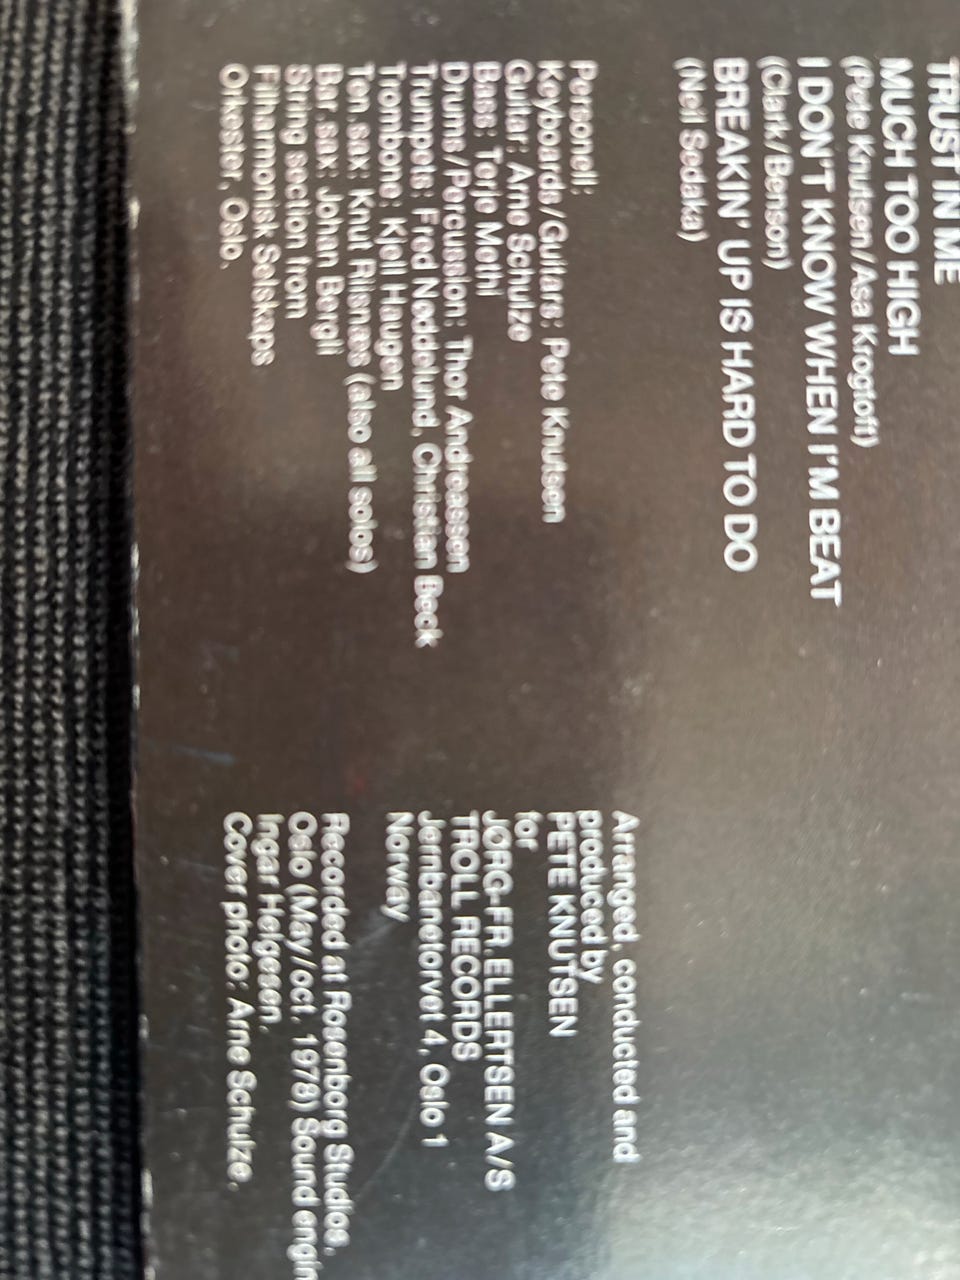 TRUST IN ME
MUCH TOO HIGH
(Pete Knutsen/Asa Krogtoft)
I DON'T KNOW WHEN I'M BEAT
(Clark/Benson)
BREAKIN' UP IS HARD TO DO
(Neil Sedaka)
Personell:
Keyboards/Guitars: Pete Knutsen
Guitar: Arne Schulze
Bass: Terje Methi
Drums/Percussion: Thor Andreassen
Trumpets: Fred Nøddelund, Christian Beck
Trombone: Kjell Haugen
Ten sax: Knut Riisnes (also all solos)
Bar. sax: Johan Bergli
String section from
Filharmonisk Selskaps
Orkester, Oslo.
Arranged, conducted and
produced by
PETE KNUTSEN
for
JORG-FR. ELLERTSEN A/S
TROLL RECORDS
Jernbanetorvet 4, Oslo 1
Norway
Recorded at Rosenborg Studios,
Oslo (May/oct. 1978) Sound engin
Ingar Helgesen.
Cover photo: Arne Schulze.